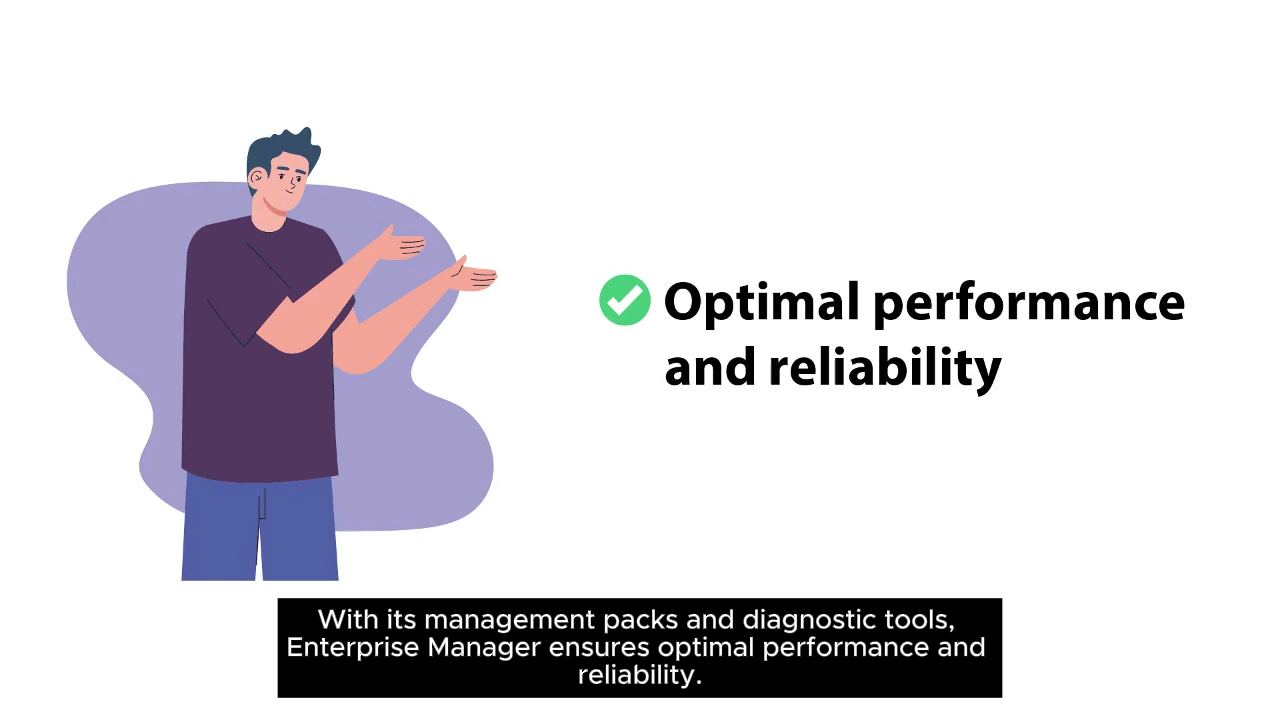 Optimal performance
and reliability
With its management packs and diagnostic tools,
Enterprise Manager ensures optimal performance and
reliability.